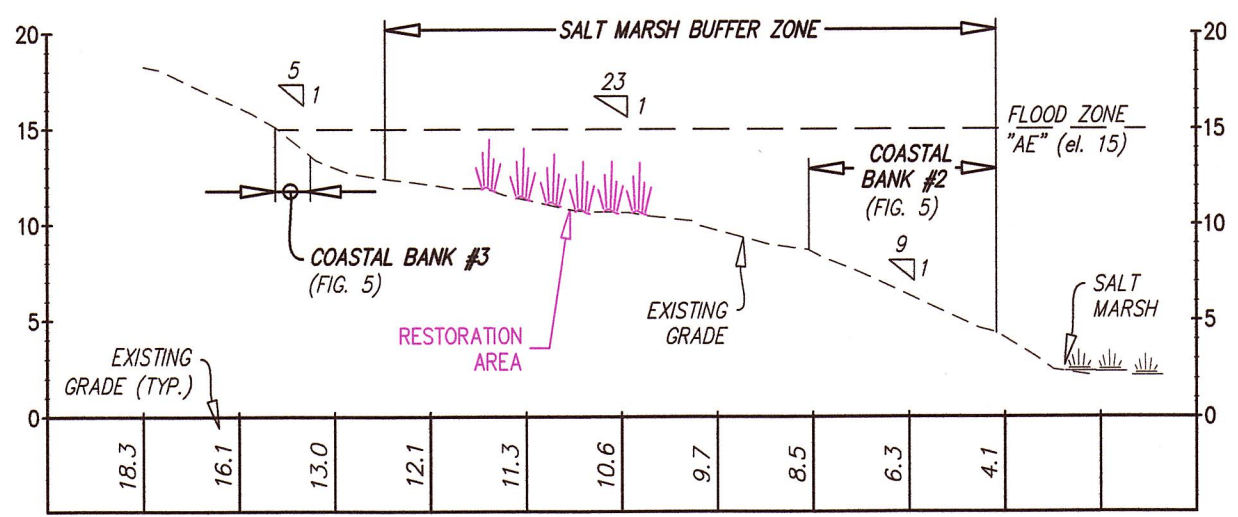 20
15
10
5
0
SALT MARSH BUFFER ZONE
20
15
10
5
0
5
1
23
1
FLOOD ZONE
"AE" (el. 15)
COASTAL
BANK #2
(FIG. 5)
COASTAL BANK #3
(FIG. 5)
9
1
EXISTING
GRADE
SALT
MARSH
RESTORATION
AREA
EXISTING
GRADE (TYP.)
18.3
16.1
13.0
12.1
11.3
10.6
9.7
8.5
6.3
4.1